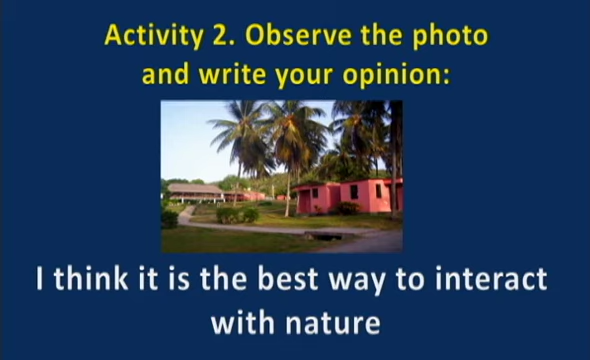 Activity 2. Observe the photo
and write your opinion:
I think it is the best way to interact
with nature